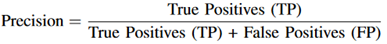 Precision = True Positives (TP) / True Positives (TP) + False Positives (FP)